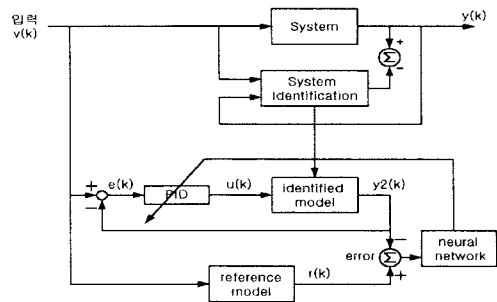 입력
v(k)
System
+
Σ
-
y(k)
System
identification
+
-
e(k)
PID
u(k)
identified
model
y2(k)
-
error
Σ
+
neural
network
reference
model
r(k)